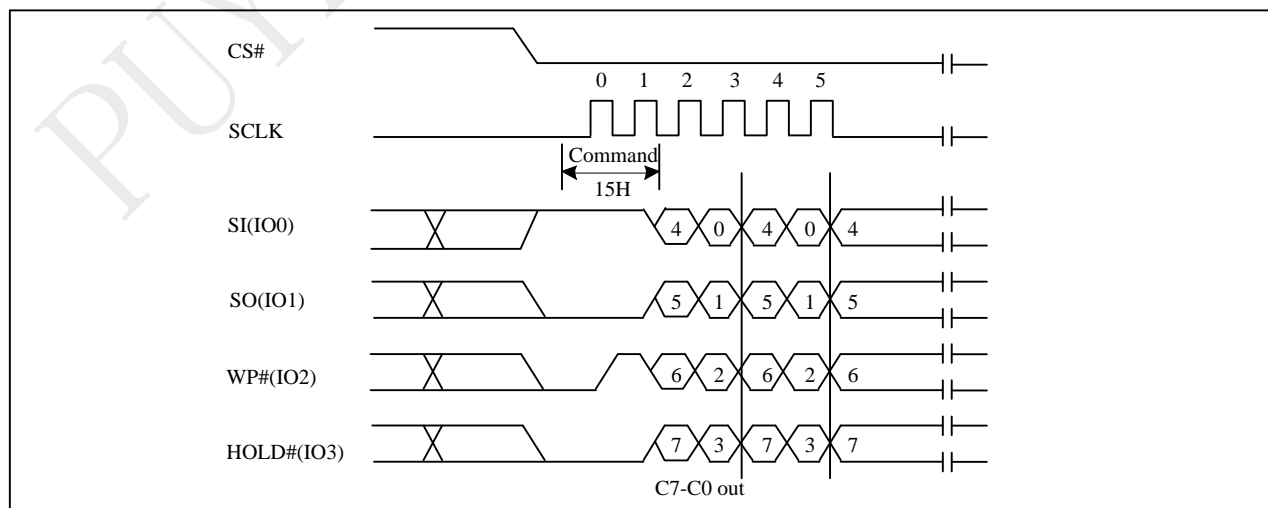 PUY
CS#
0 1 2 3 4 5
SCLK
Command
15H
SI(IO0) 4 0 4 0 4
SO(IO1) 5 1 5 1 5
WP#(IO2) 6 2 6 2 6
HOLD#(IO3) 7 3 7 3 7
C7-C0 out